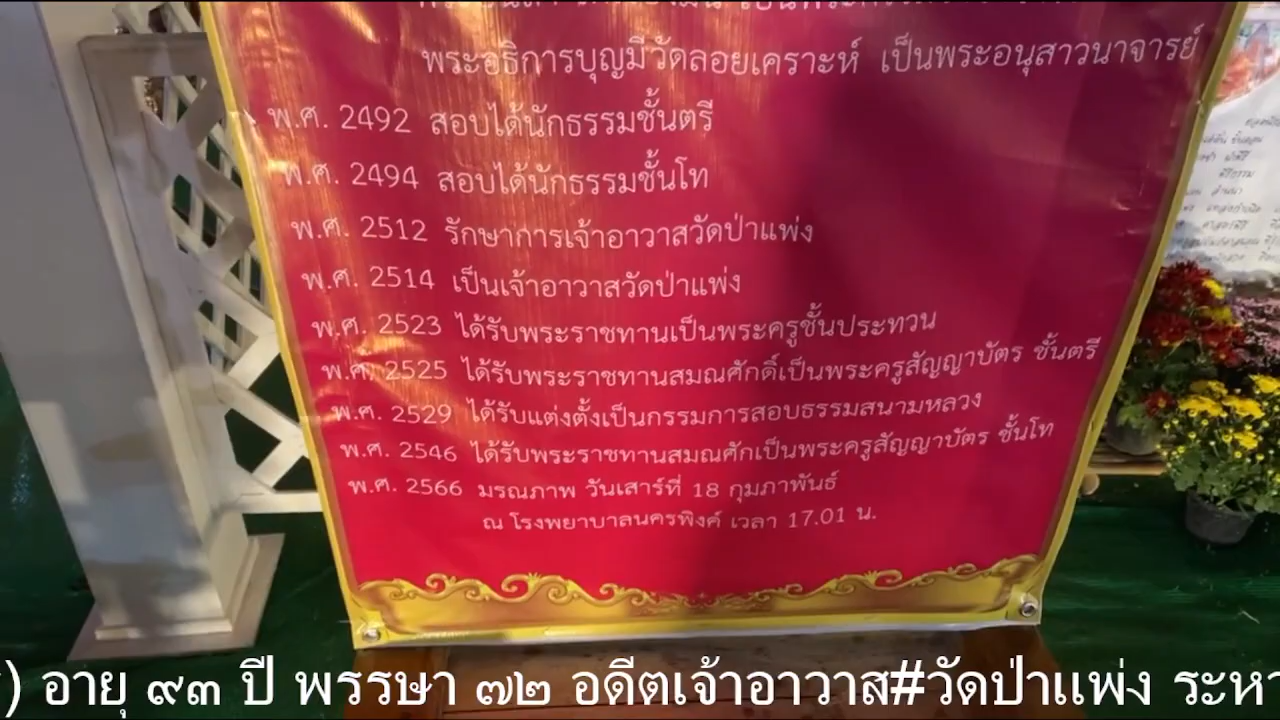 พระอธิการบุญมีวัดลอยเคราะห์ เป็นพระอนุสาวนาจารย์
พ.ศ. 2492 สอบได้นักธรรมชั้นตรี
พ.ศ. 2494 สอบได้นักธรรมชั้นโท
พ.ศ. 2512 รักษาการเจ้าอาวาสวัดป่าแพ่ง
พ.ศ. 2514 เป็นเจ้าอาวาสวัดป่าแพ่ง
พ.ศ. 2523 ได้รับพระราชทานเป็นพระครูชั้นประทวน
พ.ศ. 2525 ได้รับพระราชทานสมณศักดิ์เป็นพระครูสัญญาบัตร ชั้นตรี
พ.ศ. 2529 ได้รับแต่งตั้งเป็นกรรมการสอบธรรมสนามหลวง
พ.ศ. 2546 ได้รับพระราชทานสมณศักเป็นพระครูสัญญาบัตร ชั้นโท
พ.ศ. 2566 มรณภาพ วันเสาร์ที่ 18 กุมภาพันธ์
ณ โรงพยาบาลนครพิงค์ เวลา 17.01 น.
) อายุ ๙๓ ปี พรรษา ๗๒ อดีตเจ้าอาวาส#วัดป่าแพ่ง